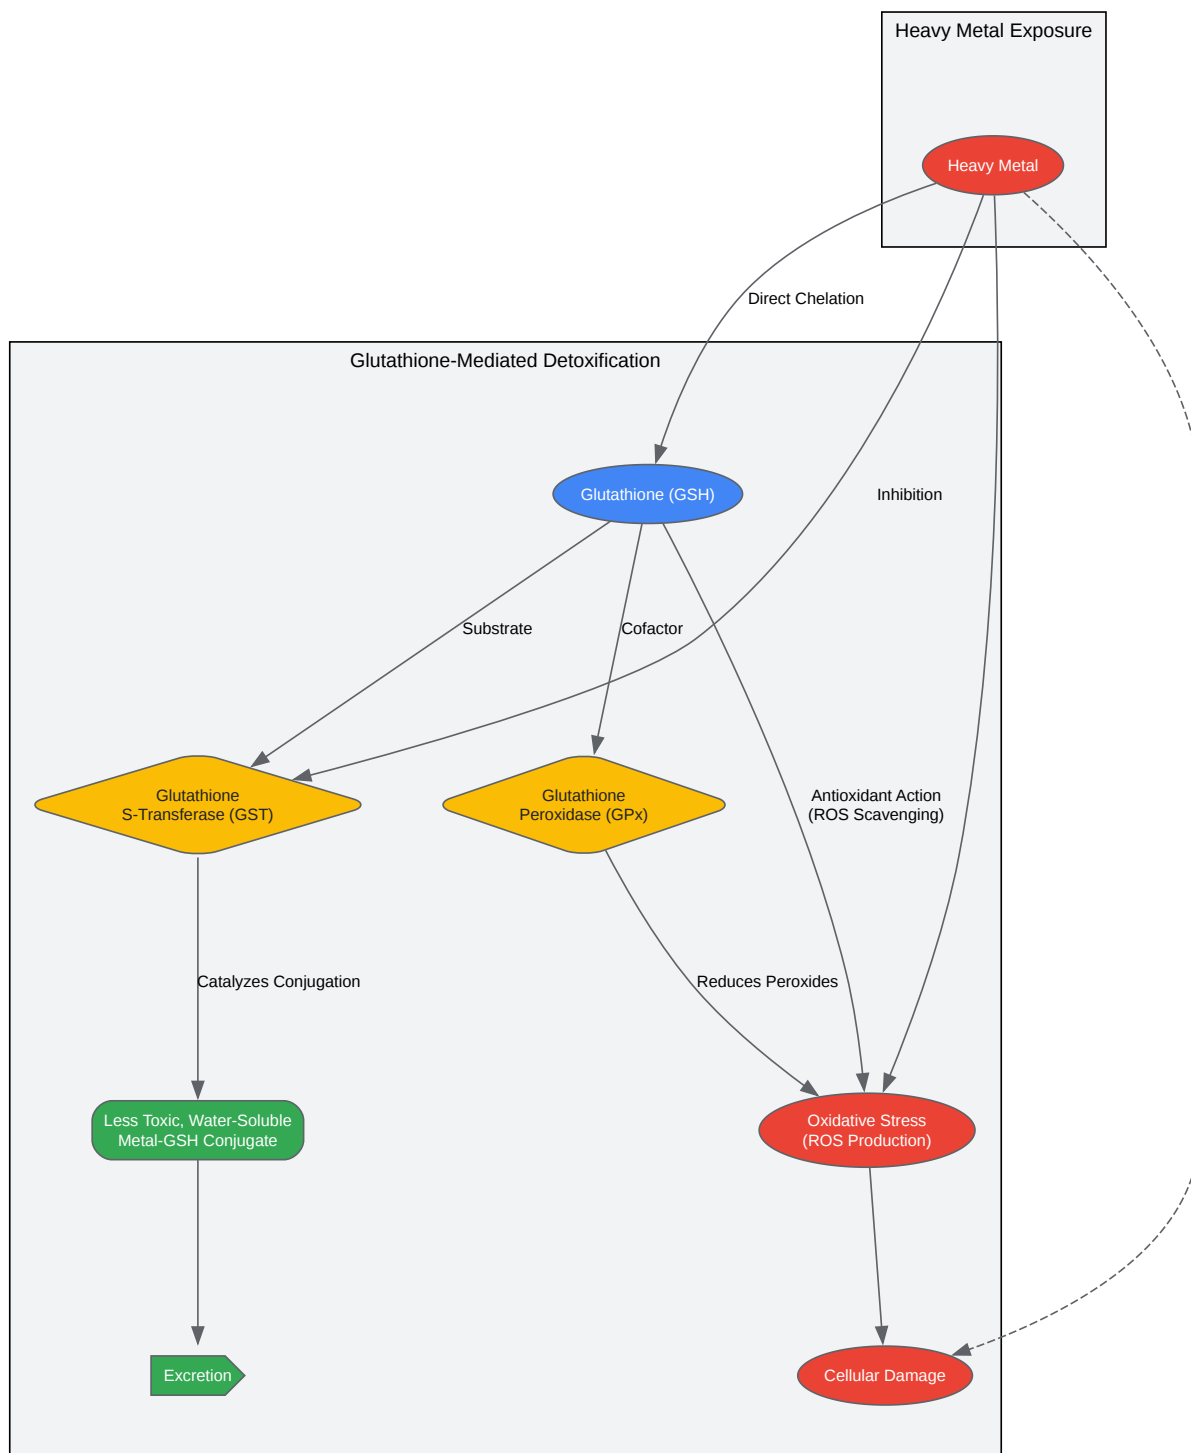 Heavy Metal Exposure
Heavy Metal
Direct Chelation
Glutathione-Mediated Detoxification
Glutathione (GSH)
Inhibition
Substrate
Cofactor
Glutathione
S-Transferase (GST)
Glutathione
Peroxidase (GPx)
Antioxidant Action
(ROS Scavenging)
Catalyzes Conjugation
Reduces Peroxides
Less Toxic, Water-Soluble
Metal-GSH Conjugate
Oxidative Stress
(ROS Production)
Excretion
Cellular Damage